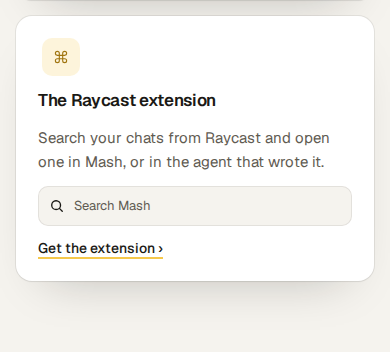 ⌘
The Raycast extension
Search your chats from Raycast and open
one in Mash, or in the agent that wrote it.
Search Mash
Get the extension ›